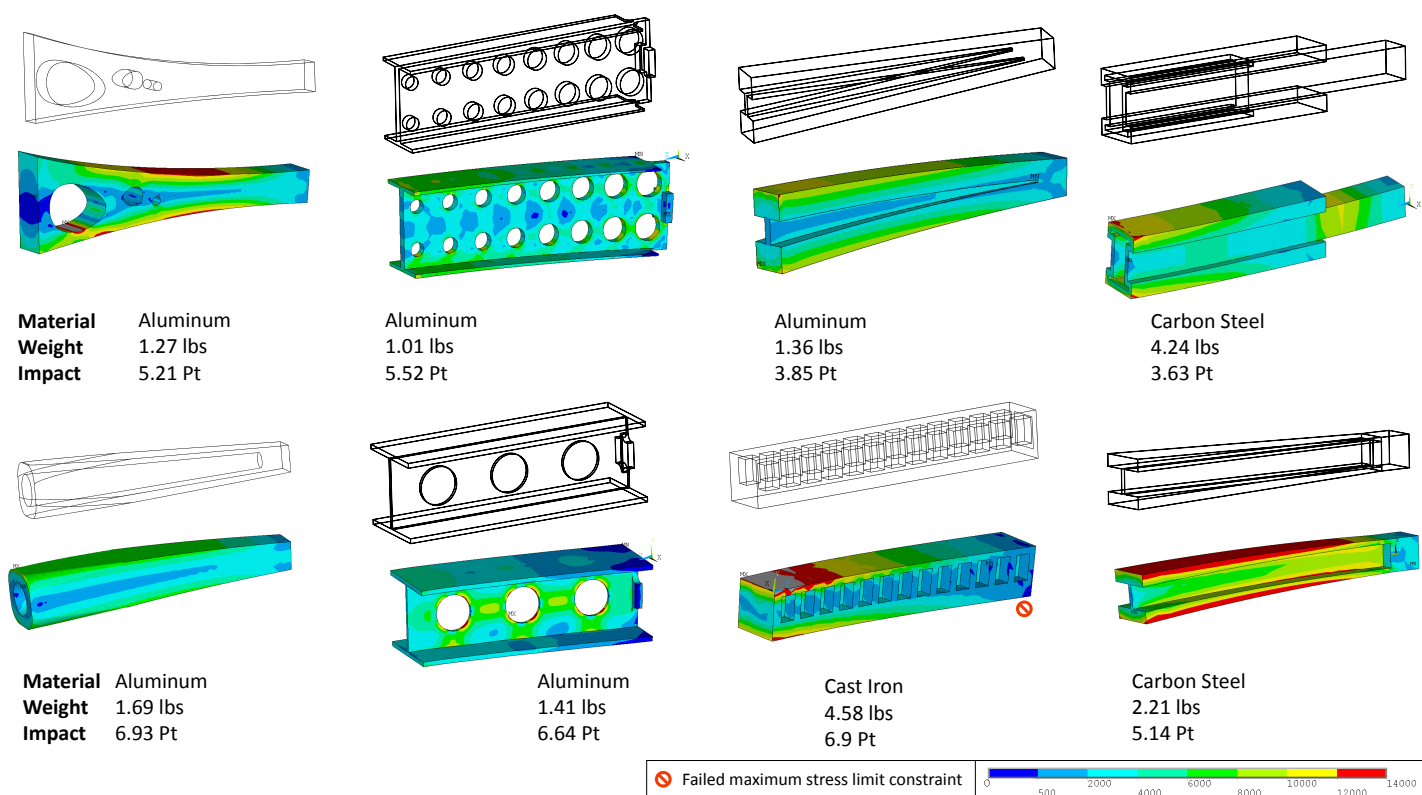 Material Aluminum Aluminum Aluminum Carbon Steel
Weight 1.27 lbs 1.01 lbs 1.36 lbs 4.24 lbs
Impact 5.21 Pt 5.52 Pt 3.85 Pt 3.63 Pt
Material Aluminum Aluminum Cast Iron Carbon Steel
Weight 1.69 lbs 1.41 lbs 4.58 lbs 2.21 lbs
Impact 6.93 Pt 6.64 Pt 6.9 Pt 5.14 Pt
Failed maximum stress limit constraint
0 2000 6000 10000 14000
500 4000 8000 12000